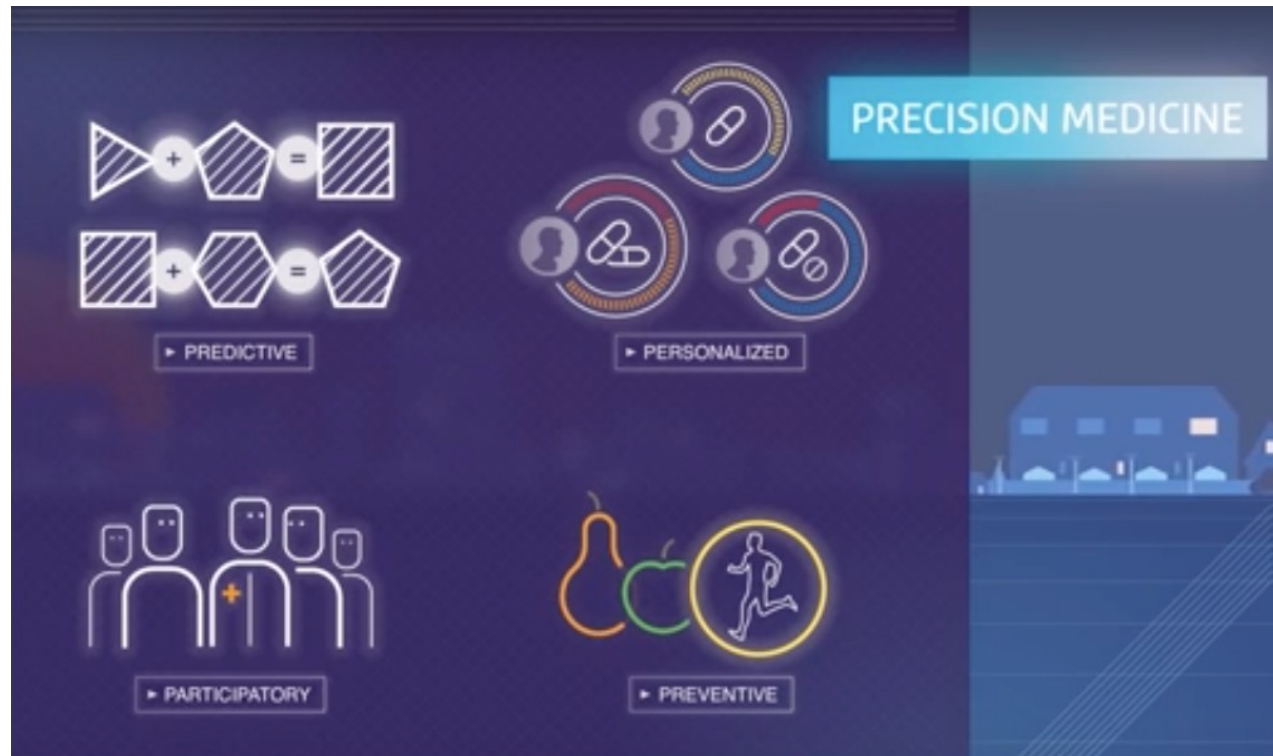 PRECISION MEDICINE
+ =
+ =
PREDICTIVE
PERSONALIZED
PARTICIPATORY
PREVENTIVE